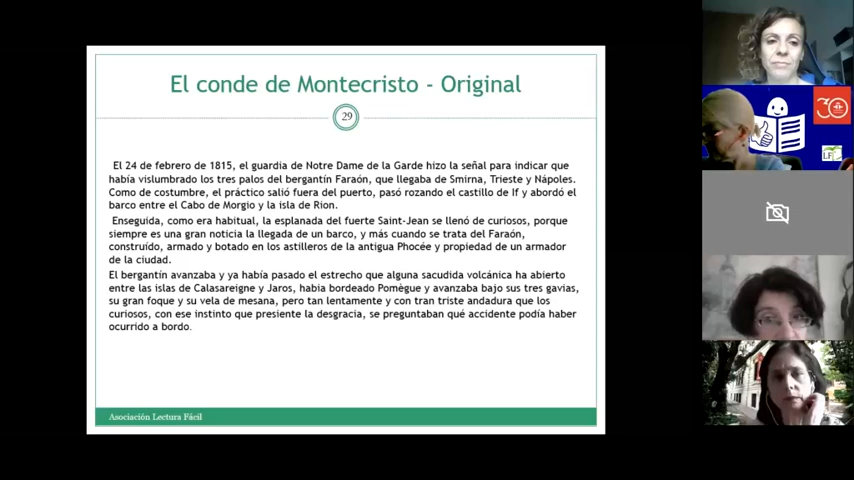 El conde de Montecristo - Original
29
El 24 de febrero de 1815, el guardia de Notre Dame de la Garde hizo la señal para indicar que
había vislumbrado los tres palos del bergantín Faraón, que llegaba de Smirna, Trieste y Nápoles.
Como de costumbre, el práctico salió fuera del puerto, pasó rozando el castillo de If y abordó el
barco entre el Cabo de Morgio y la isla de Rion.
Enseguida, como era habitual, la esplanada del fuerte Saint-Jean se llenó de curiosos, porque
siempre es una gran noticia la llegada de un barco, y más cuando se trata del Faraón,
construido, armado y botado en los astilleros de la antigua Phocée y propiedad de un armador
de la ciudad.
El bergantín avanzaba y ya había pasado el estrecho que alguna sacudida volcánica ha abierto
entre las islas de Calasareigne y Jaros, habia bordeado Pomègue y avanzaba bajo sus tres gavias,
su gran foque y su vela de mesana, pero tan lentamente y con tran triste andadura que los
curiosos, con ese instinto que presiente la desgracia, se preguntaban qué accidente podía haber
ocurrido a bordo.
Asociación Lectura Fácil
30
LF